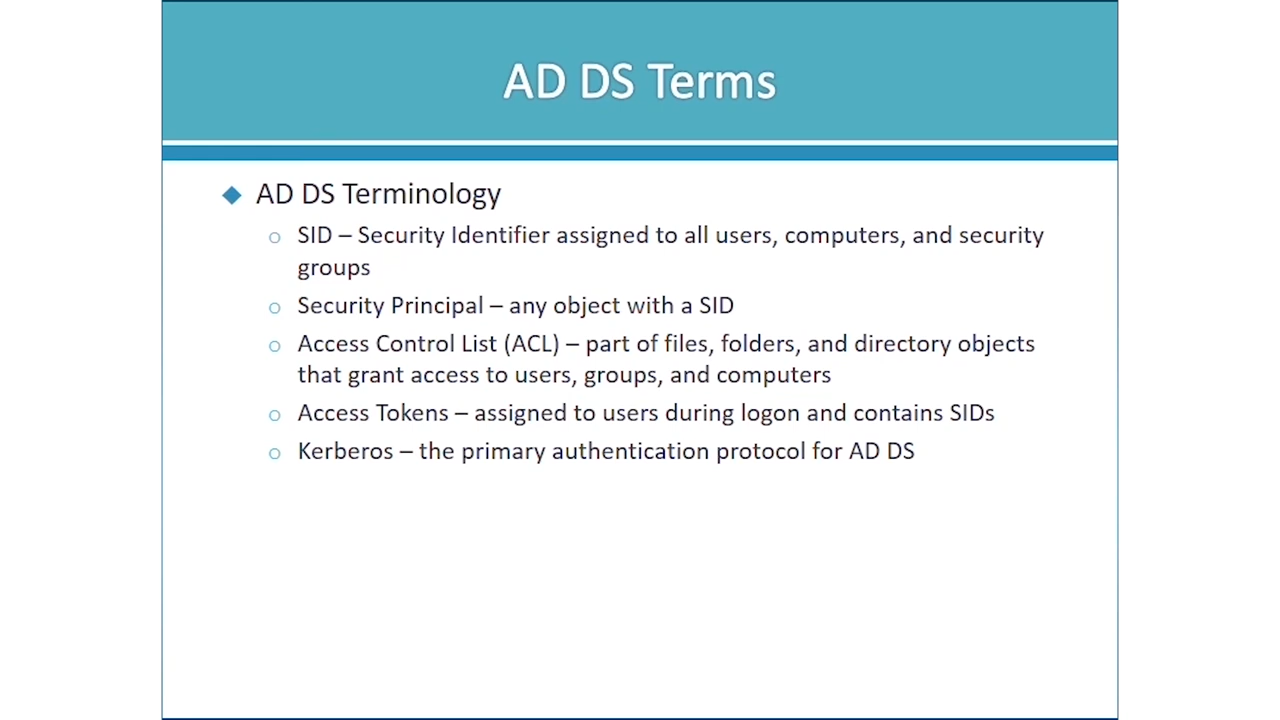 AD DS Terms
AD DS Terminology
SID – Security Identifier assigned to all users, computers, and security
groups
Security Principal – any object with a SID
Access Control List (ACL) – part of files, folders, and directory objects
that grant access to users, groups, and computers
Access Tokens – assigned to users during logon and contains SIDs
Kerberos – the primary authentication protocol for AD DS